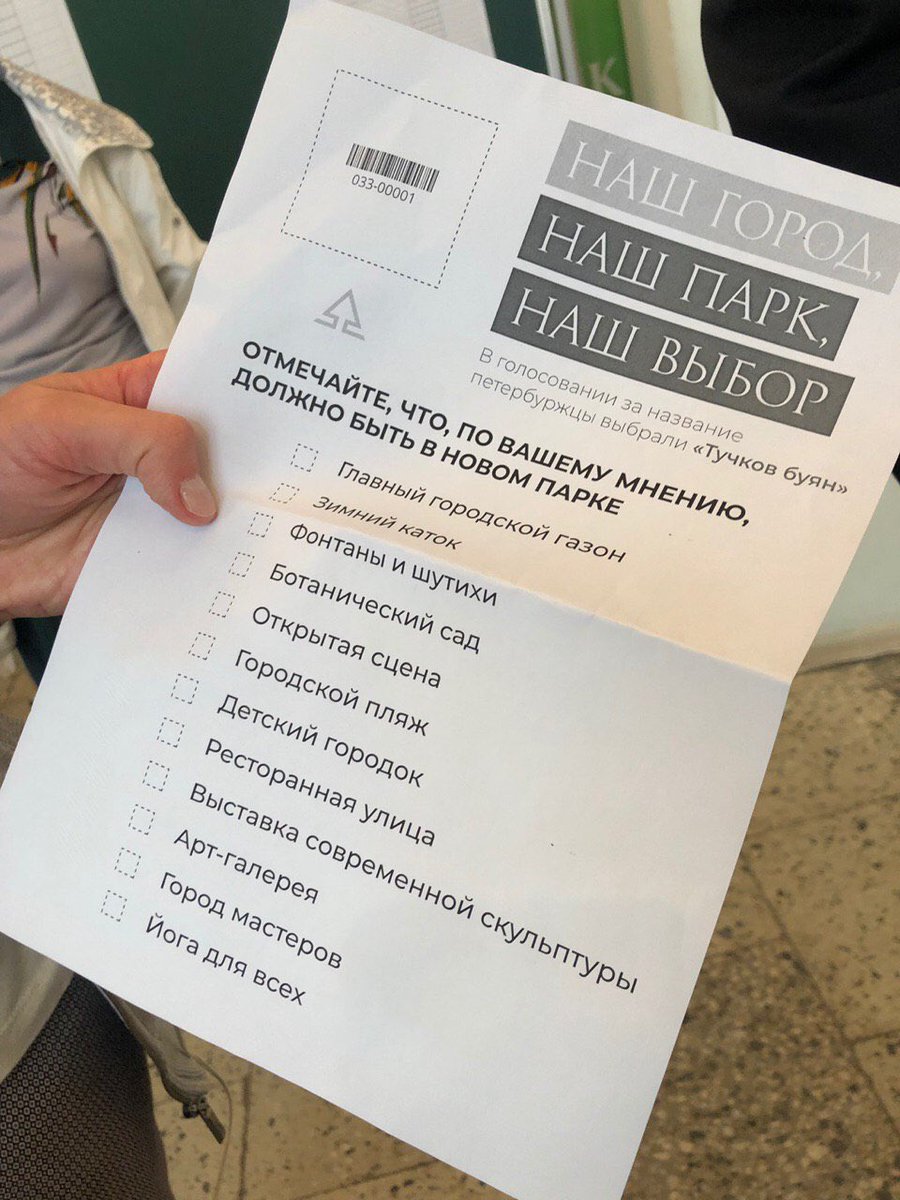 К
033-00001
НАШ ГОРОД,
НАШ ПАРК,
НАШ ВЫБОР
В голосовании за название
петербуржцы выбрали «Тучков буян»
ОТМЕЧАЙТЕ, ЧТО, ПО ВАШЕМУ МНЕНИЮ,
ДОЛЖНО БЫТЬ В НОВОМ ПАРКЕ
Главный городской газон
Зимний каток
Фонтаны и шутихи
Ботанический сад
Открытая сцена
Городской пляж
Детский городок
Ресторанная улица
Выставка современной скульптуры
Арт-галерея
Город мастеров
Йога для всех